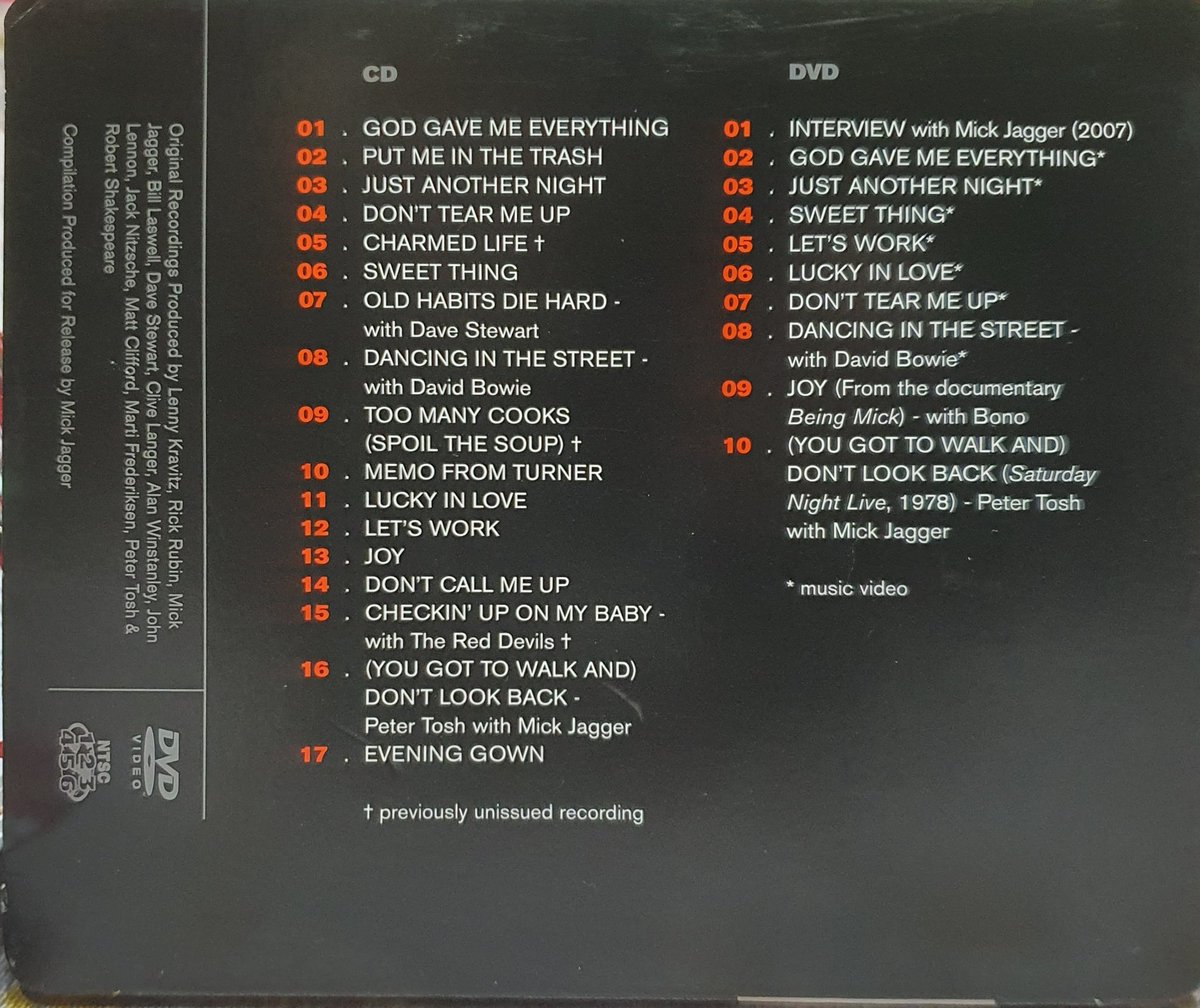 CD
01 . GOD GAVE ME EVERYTHING
02 . PUT ME IN THE TRASH
03 . JUST ANOTHER NIGHT
04 . DON'T TEAR ME UP
05 . CHARMED LIFE †
06 . SWEET THING
07 . OLD HABITS DIE HARD -
with Dave Stewart
08 . DANCING IN THE STREET -
with David Bowie
09 . TOO MANY COOKS
(SPOIL THE SOUP) †
10 . MEMO FROM TURNER
11 . LUCKY IN LOVE
12 . LET'S WORK
13 . JOY
14 . DON'T CALL ME UP
15 . CHECKIN' UP ON MY BABY -
with The Red Devils †
16 . (YOU GOT TO WALK AND)
DON'T LOOK BACK -
Peter Tosh with Mick Jagger
17 . EVENING GOWN
† previously unissued recording
DVD
01 . INTERVIEW with Mick Jagger (2007)
02 . GOD GAVE ME EVERYTHING*
03 . JUST ANOTHER NIGHT*
04 . SWEET THING*
05 . LET'S WORK*
06 . LUCKY IN LOVE*
07 . DON'T TEAR ME UP*
08 . DANCING IN THE STREET -
with David Bowie*
09 . JOY (From the documentary
Being Mick) - with Bono
10 . (YOU GOT TO WALK AND)
DON'T LOOK BACK (Saturday
Night Live, 1978) - Peter Tosh
with Mick Jagger
* music video
Original Recordings Produced by Lenny Kravitz, Rick Rubin, Mick
Jagger, Bill Laswell, Dave Stewart, Clive Langer, Alan Winstanley, John
Lennon, Jack Nitzsche, Matt Clifford, Marti Frederiksen, Peter Tosh &
Robert Shakespeare
Compilation Produced for Release by Mick Jagger
DVD
VIDEO
NTSC
1 2 3
4 5 6